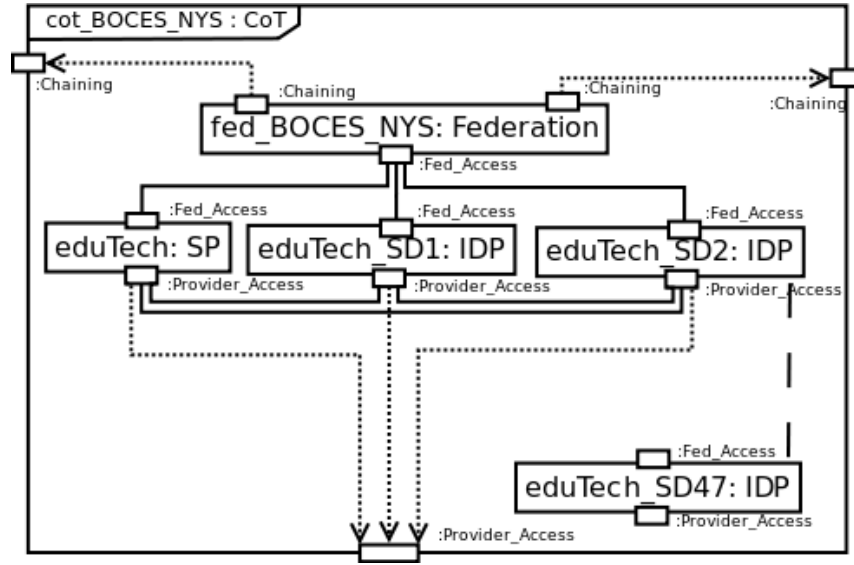 cot_BOCES_NYS : CoT
:Chaining
:Chaining
:Chaining
:Chaining
fed_BOCES_NYS: Federation
:Fed_Access
:Fed_Access
:Fed_Access
:Fed_Access
eduTech: SP
eduTech_SD1: IDP
eduTech_SD2: IDP
:Provider_Access
:Provider_Access
:Provider_Access
:Fed_Access
eduTech_SD47: IDP
:Provider_Access
:Provider_Access